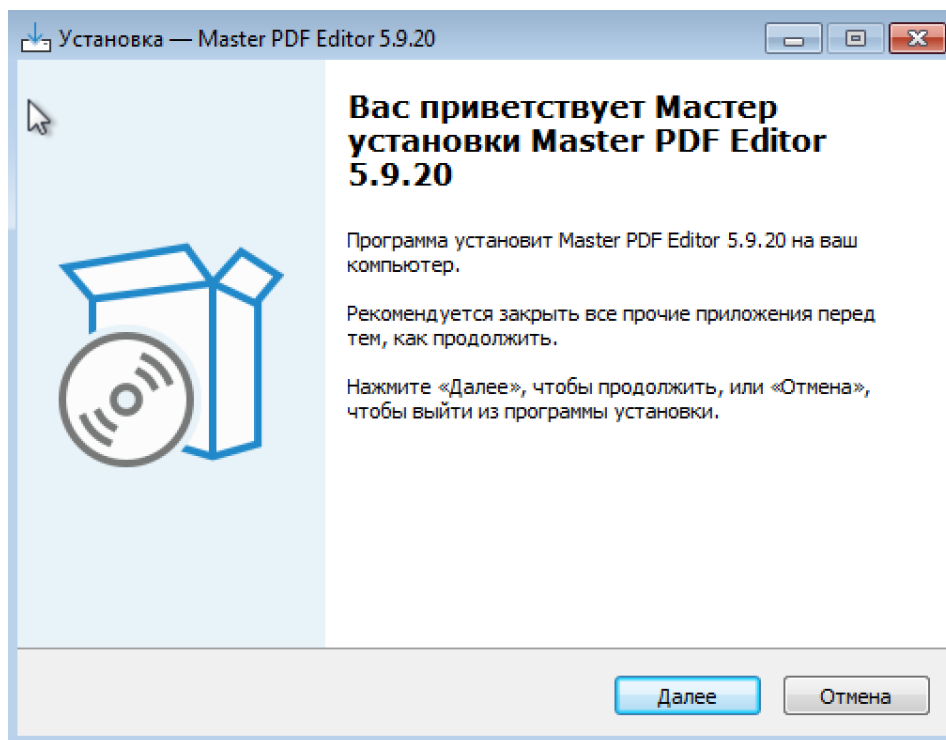 Установка — Master PDF Editor 5.9.20
Вас приветствует Мастер
установки Master PDF Editor
5.9.20
Программа установит Master PDF Editor 5.9.20 на ваш
компьютер.
Рекомендуется закрыть все прочие приложения перед
тем, как продолжить.
Нажмите «Далее», чтобы продолжить, или «Отмена»,
чтобы выйти из программы установки.
Далее
Отмена